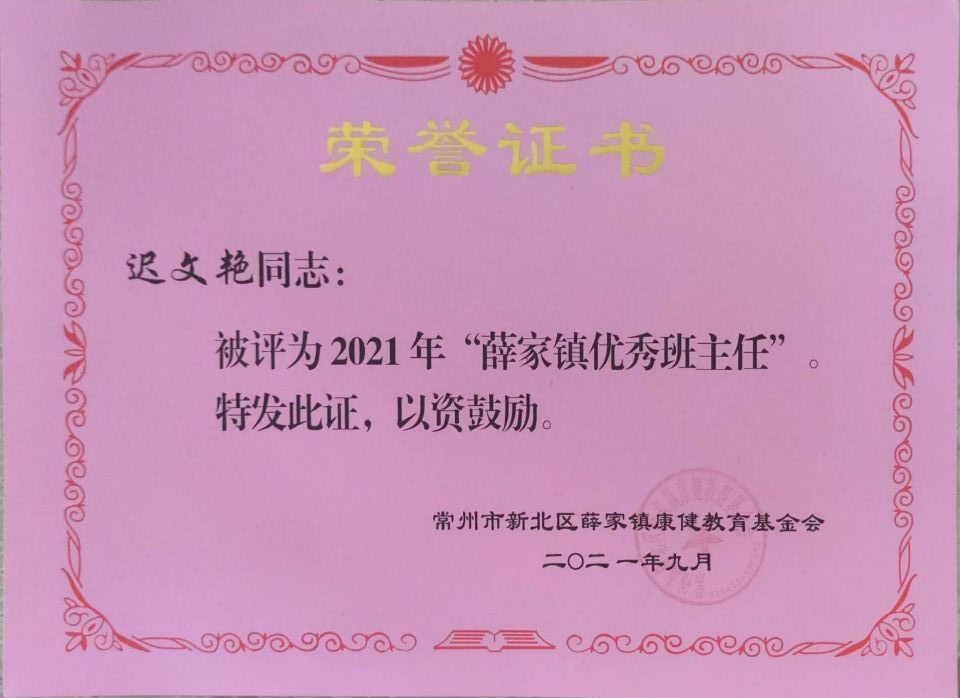 荣誉证书
迟文艳同志：
被评为2021年“薛家镇优秀班主任”。
特发此证，以资鼓励。
常州市新北区薛家镇康健教育基金会
二〇二一年九月